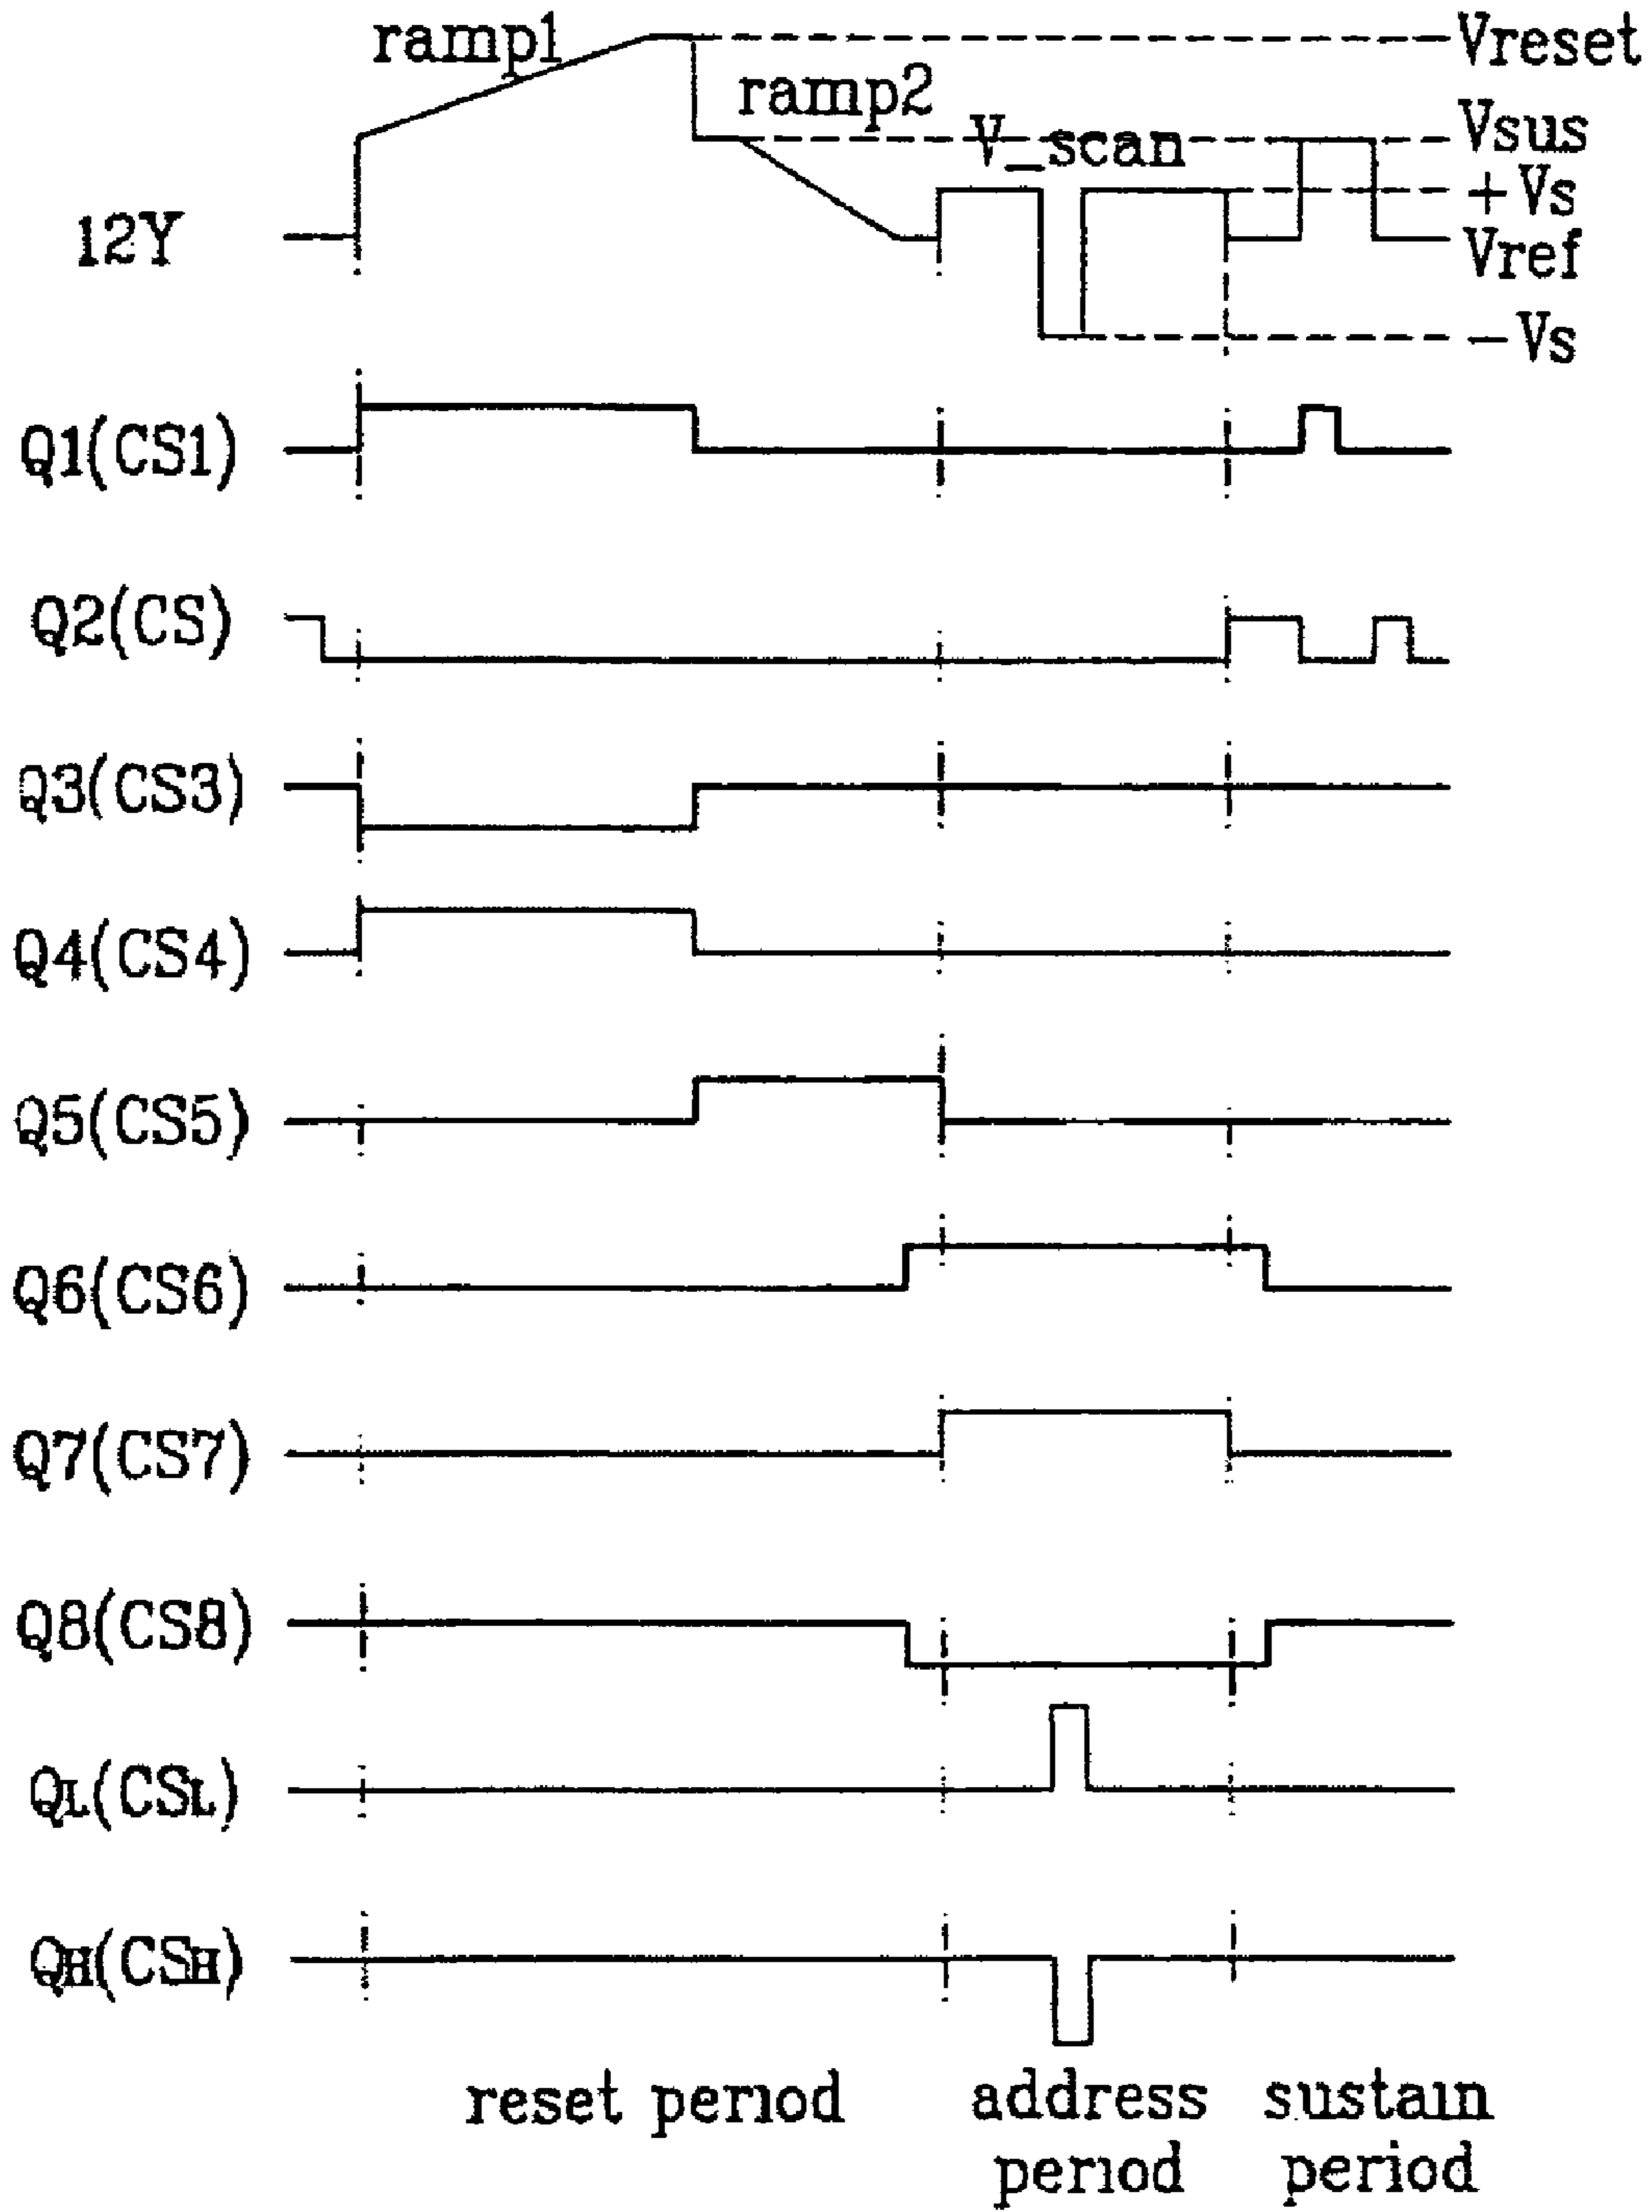 ramp1
Vreset
ramp2
V_scan
Vsus
+Vs
12Y
Vref
-Vs
Q1(CS1)
Q2(CS)
Q3(CS3)
Q4(CS4)
Q5(CS5)
Q6(CS6)
Q7(CS7)
Q8(CS8)
QL(CSL)
QH(CSH)
reset period
address period
sustain period